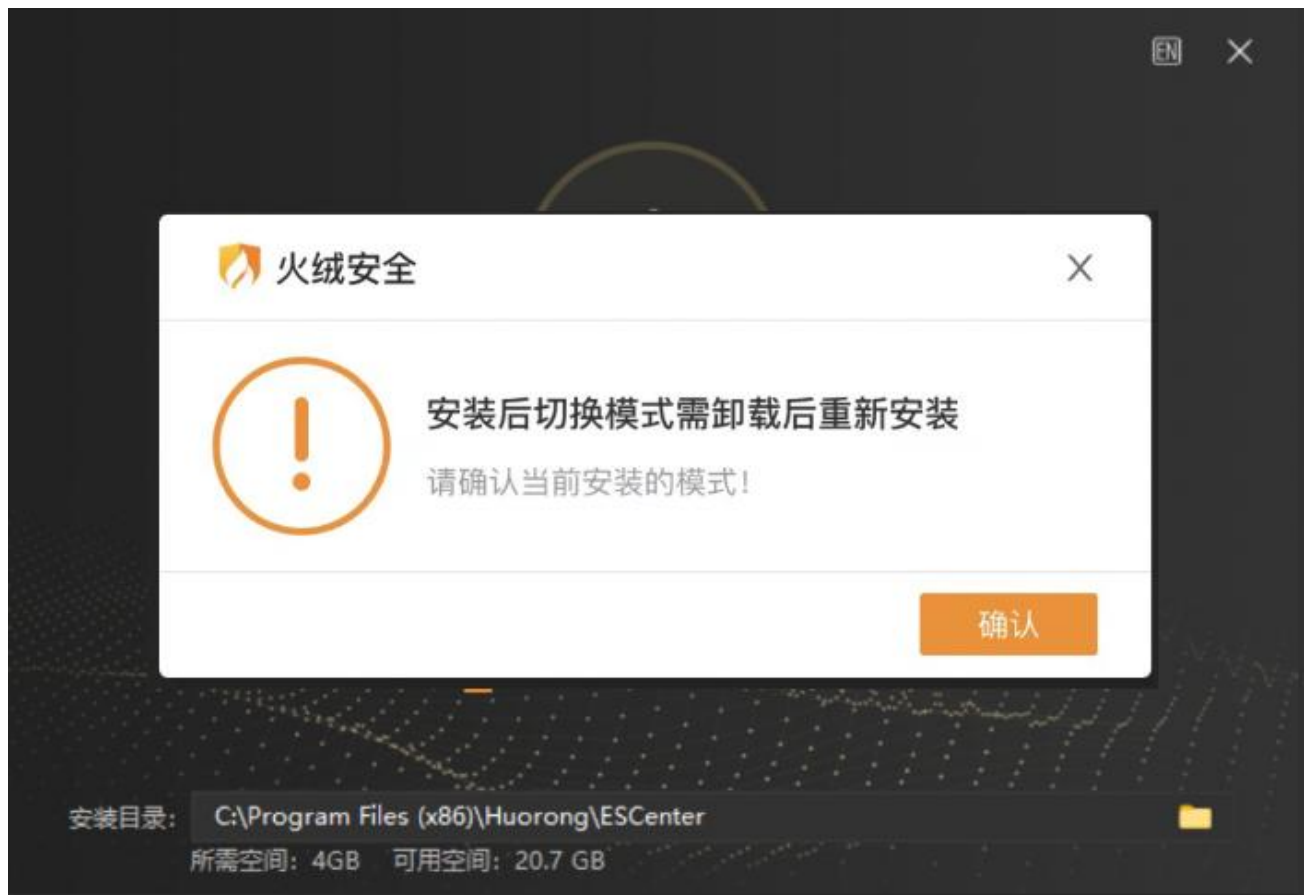 EN
火绒安全
安装后切换模式需卸载后重新安装
请确认当前安装的模式！
确认
安装目录： C:\Program Files (x86)\Huorong\ESCenter
所需空间：4GB 可用空间：20.7 GB